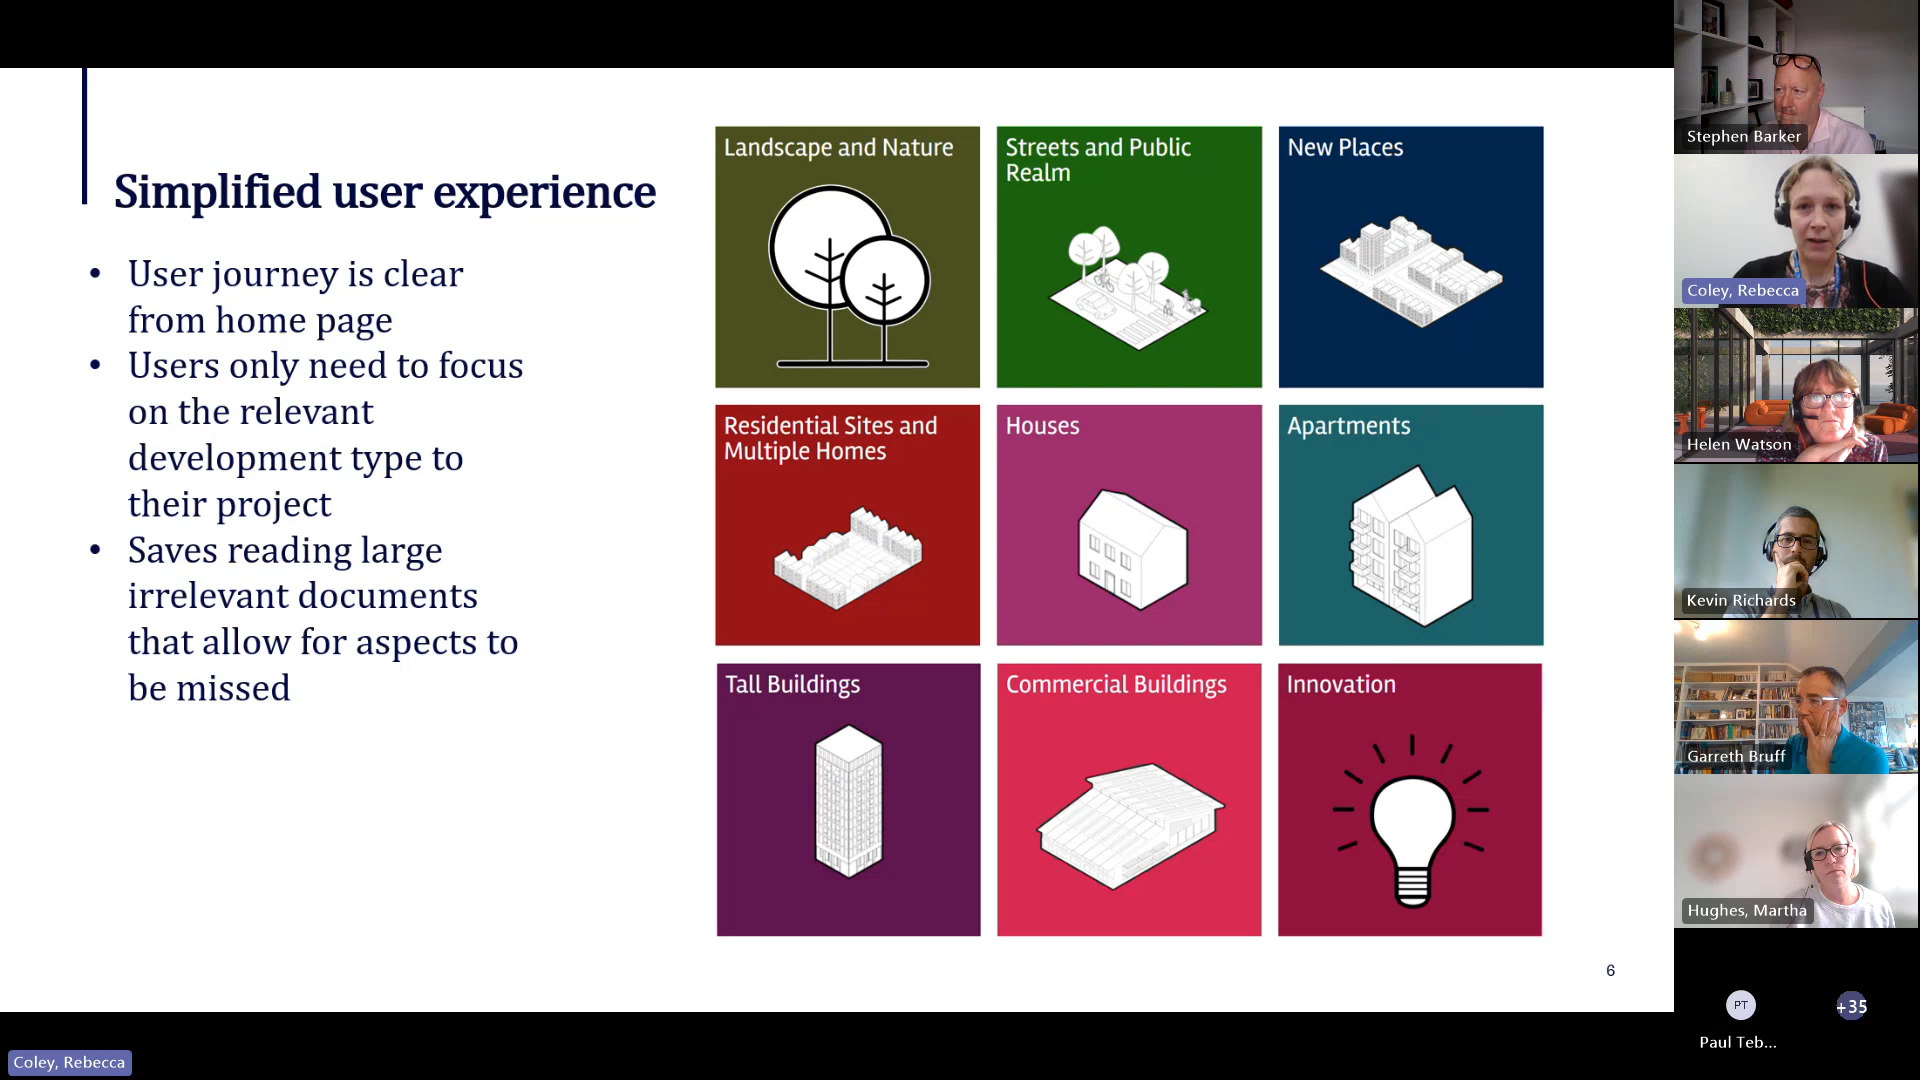 Simplified user experience
• User journey is clear
from home page
• Users only need to focus
on the relevant
development type to
their project
• Saves reading large
irrelevant documents
that allow for aspects to
be missed
Landscape and Nature
Streets and Public
Realm
New Places
Residential Sites and
Multiple Homes
Houses
Apartments
Tall Buildings
Commercial Buildings
Innovation
6
Stephen Barker
Coley, Rebecca
Helen Watson
Kevin Richards
Garreth Bruff
Hughes, Martha
PT
+35
Paul Teb...
Coley, Rebecca